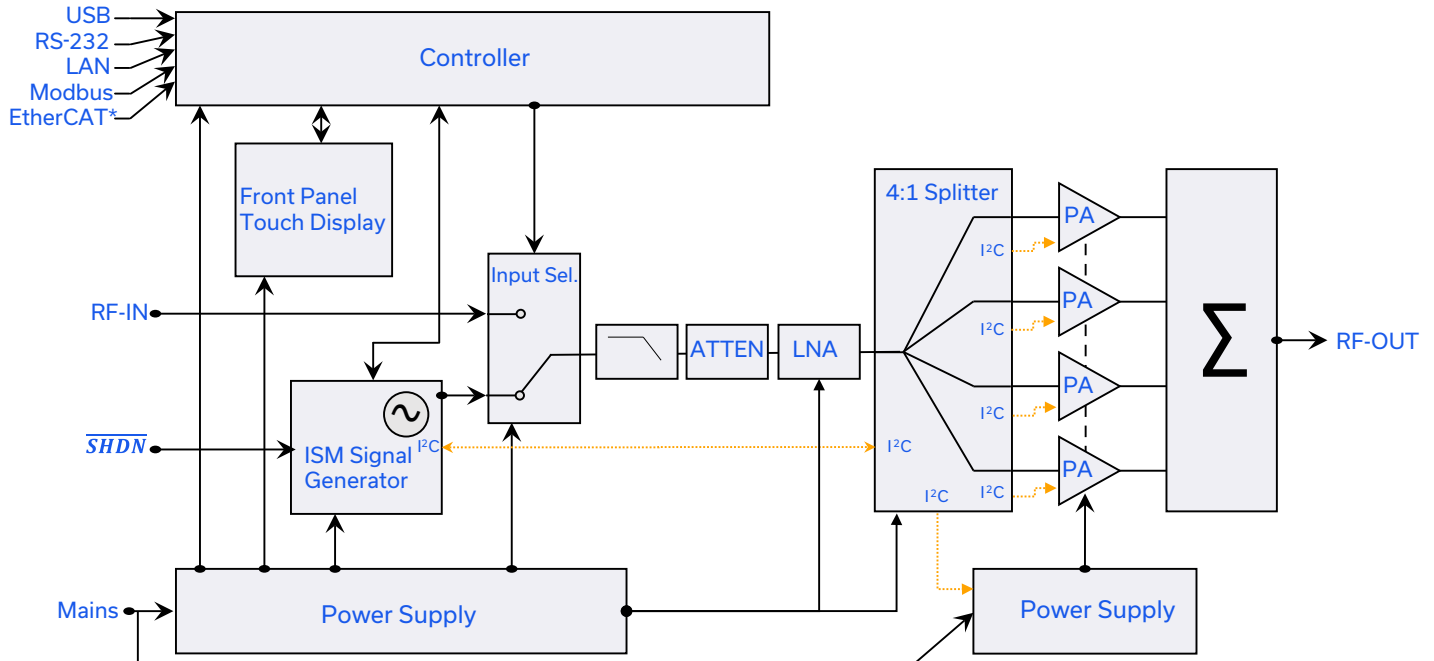 USB
RS-232
LAN
Modbus
EtherCAT*
Controller
Front Panel
Touch Display
Input Sel.
4:1 Splitter
PA
I²C
PA
I²C
PA
I²C
PA
I²C
RF-IN
ATTEN
LNA
Σ
RF-OUT
SHDN
I²C
ISM Signal
Generator
I²C
I²C
Mains
Power Supply
Power Supply